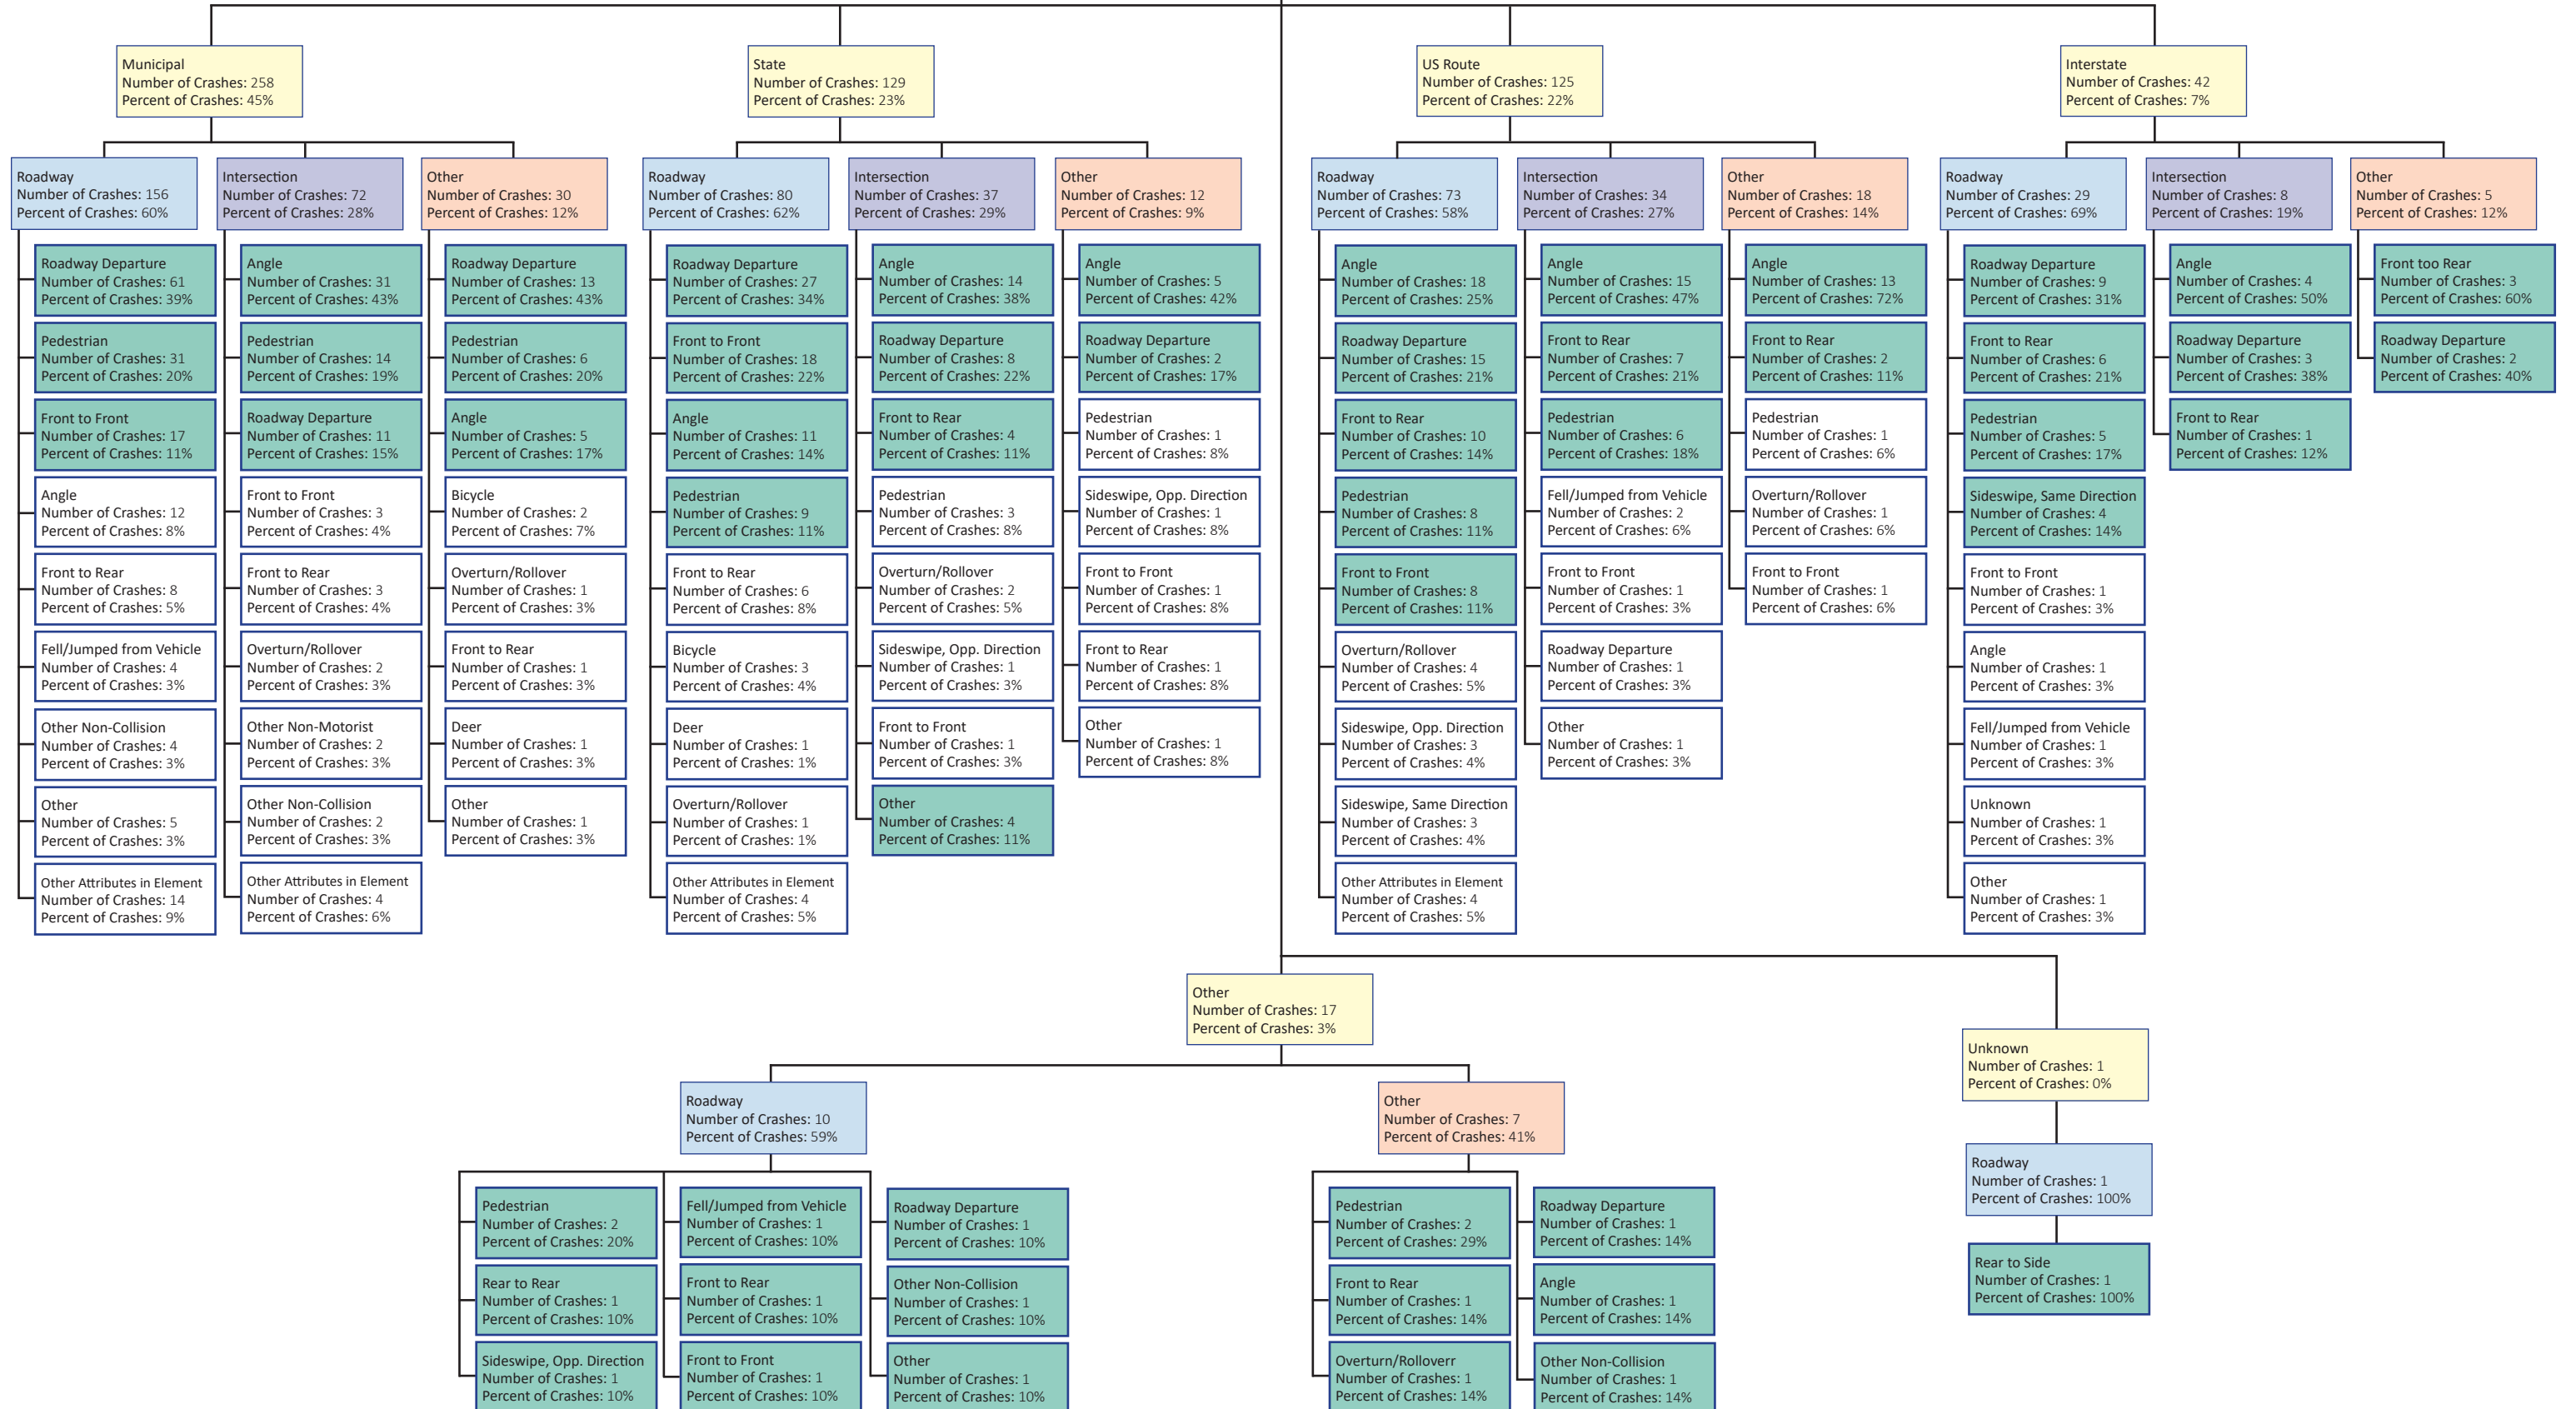 Municipal
Number of Crashes: 258
Percent of Crashes: 45%
Roadway
Number of Crashes: 156
Percent of Crashes: 60%
Roadway Departure
Number of Crashes: 61
Percent of Crashes: 39%
Pedestrian
Number of Crashes: 31
Percent of Crashes: 20%
Front to Front
Number of Crashes: 17
Percent of Crashes: 11%
Angle
Number of Crashes: 12
Percent of Crashes: 8%
Front to Rear
Number of Crashes: 8
Percent of Crashes: 5%
Fell/Jumped from Vehicle
Number of Crashes: 4
Percent of Crashes: 3%
Other Non-Collision
Number of Crashes: 4
Percent of Crashes: 3%
Other
Number of Crashes: 5
Percent of Crashes: 3%
Other Attributes in Element
Number of Crashes: 14
Percent of Crashes: 9%
Intersection
Number of Crashes: 72
Percent of Crashes: 28%
Angle
Number of Crashes: 31
Percent of Crashes: 43%
Pedestrian
Number of Crashes: 14
Percent of Crashes: 19%
Roadway Departure
Number of Crashes: 11
Percent of Crashes: 15%
Front to Front
Number of Crashes: 3
Percent of Crashes: 4%
Front to Rear
Number of Crashes: 3
Percent of Crashes: 4%
Overturn/Rollover
Number of Crashes: 2
Percent of Crashes: 3%
Other Non-Motorist
Number of Crashes: 2
Percent of Crashes: 3%
Other Non-Collision
Number of Crashes: 2
Percent of Crashes: 3%
Other Attributes in Element
Number of Crashes: 4
Percent of Crashes: 6%
Other
Number of Crashes: 30
Percent of Crashes: 12%
Roadway Departure
Number of Crashes: 13
Percent of Crashes: 43%
Pedestrian
Number of Crashes: 6
Percent of Crashes: 20%
Angle
Number of Crashes: 5
Percent of Crashes: 17%
Bicycle
Number of Crashes: 2
Percent of Crashes: 7%
Overturn/Rollover
Number of Crashes: 1
Percent of Crashes: 3%
Front to Rear
Number of Crashes: 1
Percent of Crashes: 3%
Deer
Number of Crashes: 1
Percent of Crashes: 3%
Other
Number of Crashes: 1
Percent of Crashes: 3%
State
Number of Crashes: 129
Percent of Crashes: 23%
Roadway
Number of Crashes: 80
Percent of Crashes: 62%
Roadway Departure
Number of Crashes: 27
Percent of Crashes: 34%
Front to Front
Number of Crashes: 18
Percent of Crashes: 22%
Angle
Number of Crashes: 11
Percent of Crashes: 14%
Pedestrian
Number of Crashes: 9
Percent of Crashes: 11%
Front to Rear
Number of Crashes: 6
Percent of Crashes: 8%
Bicycle
Number of Crashes: 3
Percent of Crashes: 4%
Deer
Number of Crashes: 1
Percent of Crashes: 1%
Overturn/Rollover
Number of Crashes: 1
Percent of Crashes: 1%
Other Attributes in Element
Number of Crashes: 4
Percent of Crashes: 5%
Intersection
Number of Crashes: 37
Percent of Crashes: 29%
Angle
Number of Crashes: 14
Percent of Crashes: 38%
Roadway Departure
Number of Crashes: 8
Percent of Crashes: 22%
Front to Rear
Number of Crashes: 4
Percent of Crashes: 11%
Pedestrian
Number of Crashes: 3
Percent of Crashes: 8%
Overturn/Rollover
Number of Crashes: 2
Percent of Crashes: 5%
Sideswipe, Opp. Direction
Number of Crashes: 1
Percent of Crashes: 3%
Front to Front
Number of Crashes: 1
Percent of Crashes: 3%
Other
Number of Crashes: 4
Percent of Crashes: 11%
Other
Number of Crashes: 12
Percent of Crashes: 9%
Angle
Number of Crashes: 5
Percent of Crashes: 42%
Roadway Departure
Number of Crashes: 2
Percent of Crashes: 17%
Pedestrian
Number of Crashes: 1
Percent of Crashes: 8%
Sideswipe, Opp. Direction
Number of Crashes: 1
Percent of Crashes: 8%
Front to Front
Number of Crashes: 1
Percent of Crashes: 8%
Front to Rear
Number of Crashes: 1
Percent of Crashes: 8%
Other
Number of Crashes: 1
Percent of Crashes: 8%
US Route
Number of Crashes: 125
Percent of Crashes: 22%
Roadway
Number of Crashes: 73
Percent of Crashes: 58%
Angle
Number of Crashes: 18
Percent of Crashes: 25%
Roadway Departure
Number of Crashes: 15
Percent of Crashes: 21%
Front to Rear
Number of Crashes: 10
Percent of Crashes: 14%
Pedestrian
Number of Crashes: 8
Percent of Crashes: 11%
Front to Front
Number of Crashes: 8
Percent of Crashes: 11%
Overturn/Rollover
Number of Crashes: 4
Percent of Crashes: 5%
Sideswipe, Opp. Direction
Number of Crashes: 3
Percent of Crashes: 4%
Sideswipe, Same Direction
Number of Crashes: 3
Percent of Crashes: 4%
Other Attributes in Element
Number of Crashes: 4
Percent of Crashes: 5%
Intersection
Number of Crashes: 34
Percent of Crashes: 27%
Angle
Number of Crashes: 15
Percent of Crashes: 47%
Front to Rear
Number of Crashes: 7
Percent of Crashes: 21%
Pedestrian
Number of Crashes: 6
Percent of Crashes: 18%
Fell/Jumped from Vehicle
Number of Crashes: 2
Percent of Crashes: 6%
Front to Front
Number of Crashes: 1
Percent of Crashes: 3%
Roadway Departure
Number of Crashes: 1
Percent of Crashes: 3%
Other
Number of Crashes: 1
Percent of Crashes: 3%
Other
Number of Crashes: 18
Percent of Crashes: 14%
Angle
Number of Crashes: 13
Percent of Crashes: 72%
Front to Rear
Number of Crashes: 2
Percent of Crashes: 11%
Pedestrian
Number of Crashes: 1
Percent of Crashes: 6%
Overturn/Rollover
Number of Crashes: 1
Percent of Crashes: 6%
Front to Front
Number of Crashes: 1
Percent of Crashes: 6%
Interstate
Number of Crashes: 42
Percent of Crashes: 7%
Roadway
Number of Crashes: 29
Percent of Crashes: 69%
Roadway Departure
Number of Crashes: 9
Percent of Crashes: 31%
Front to Rear
Number of Crashes: 6
Percent of Crashes: 21%
Pedestrian
Number of Crashes: 5
Percent of Crashes: 17%
Sideswipe, Same Direction
Number of Crashes: 4
Percent of Crashes: 14%
Front to Front
Number of Crashes: 1
Percent of Crashes: 3%
Angle
Number of Crashes: 1
Percent of Crashes: 3%
Fell/Jumped from Vehicle
Number of Crashes: 1
Percent of Crashes: 3%
Unknown
Number of Crashes: 1
Percent of Crashes: 3%
Other
Number of Crashes: 1
Percent of Crashes: 3%
Intersection
Number of Crashes: 8
Percent of Crashes: 19%
Angle
Number of Crashes: 4
Percent of Crashes: 50%
Roadway Departure
Number of Crashes: 3
Percent of Crashes: 38%
Front to Rear
Number of Crashes: 1
Percent of Crashes: 12%
Other
Number of Crashes: 5
Percent of Crashes: 12%
Front too Rear
Number of Crashes: 3
Percent of Crashes: 60%
Roadway Departure
Number of Crashes: 2
Percent of Crashes: 40%
Other
Number of Crashes: 17
Percent of Crashes: 3%
Roadway
Number of Crashes: 10
Percent of Crashes: 59%
Pedestrian
Number of Crashes: 2
Percent of Crashes: 20%
Rear to Rear
Number of Crashes: 1
Percent of Crashes: 10%
Sideswipe, Opp. Direction
Number of Crashes: 1
Percent of Crashes: 10%
Fell/Jumped from Vehicle
Number of Crashes: 1
Percent of Crashes: 10%
Front to Rear
Number of Crashes: 1
Percent of Crashes: 10%
Front to Front
Number of Crashes: 1
Percent of Crashes: 10%
Roadway Departure
Number of Crashes: 1
Percent of Crashes: 10%
Other Non-Collision
Number of Crashes: 1
Percent of Crashes: 10%
Other
Number of Crashes: 1
Percent of Crashes: 10%
Other
Number of Crashes: 7
Percent of Crashes: 41%
Pedestrian
Number of Crashes: 2
Percent of Crashes: 29%
Front to Rear
Number of Crashes: 1
Percent of Crashes: 14%
Overturn/Rolloverr
Number of Crashes: 1
Percent of Crashes: 14%
Roadway Departure
Number of Crashes: 1
Percent of Crashes: 14%
Angle
Number of Crashes: 1
Percent of Crashes: 14%
Other Non-Collision
Number of Crashes: 1
Percent of Crashes: 14%
Unknown
Number of Crashes: 1
Percent of Crashes: 0%
Roadway
Number of Crashes: 1
Percent of Crashes: 100%
Rear to Side
Number of Crashes: 1
Percent of Crashes: 100%